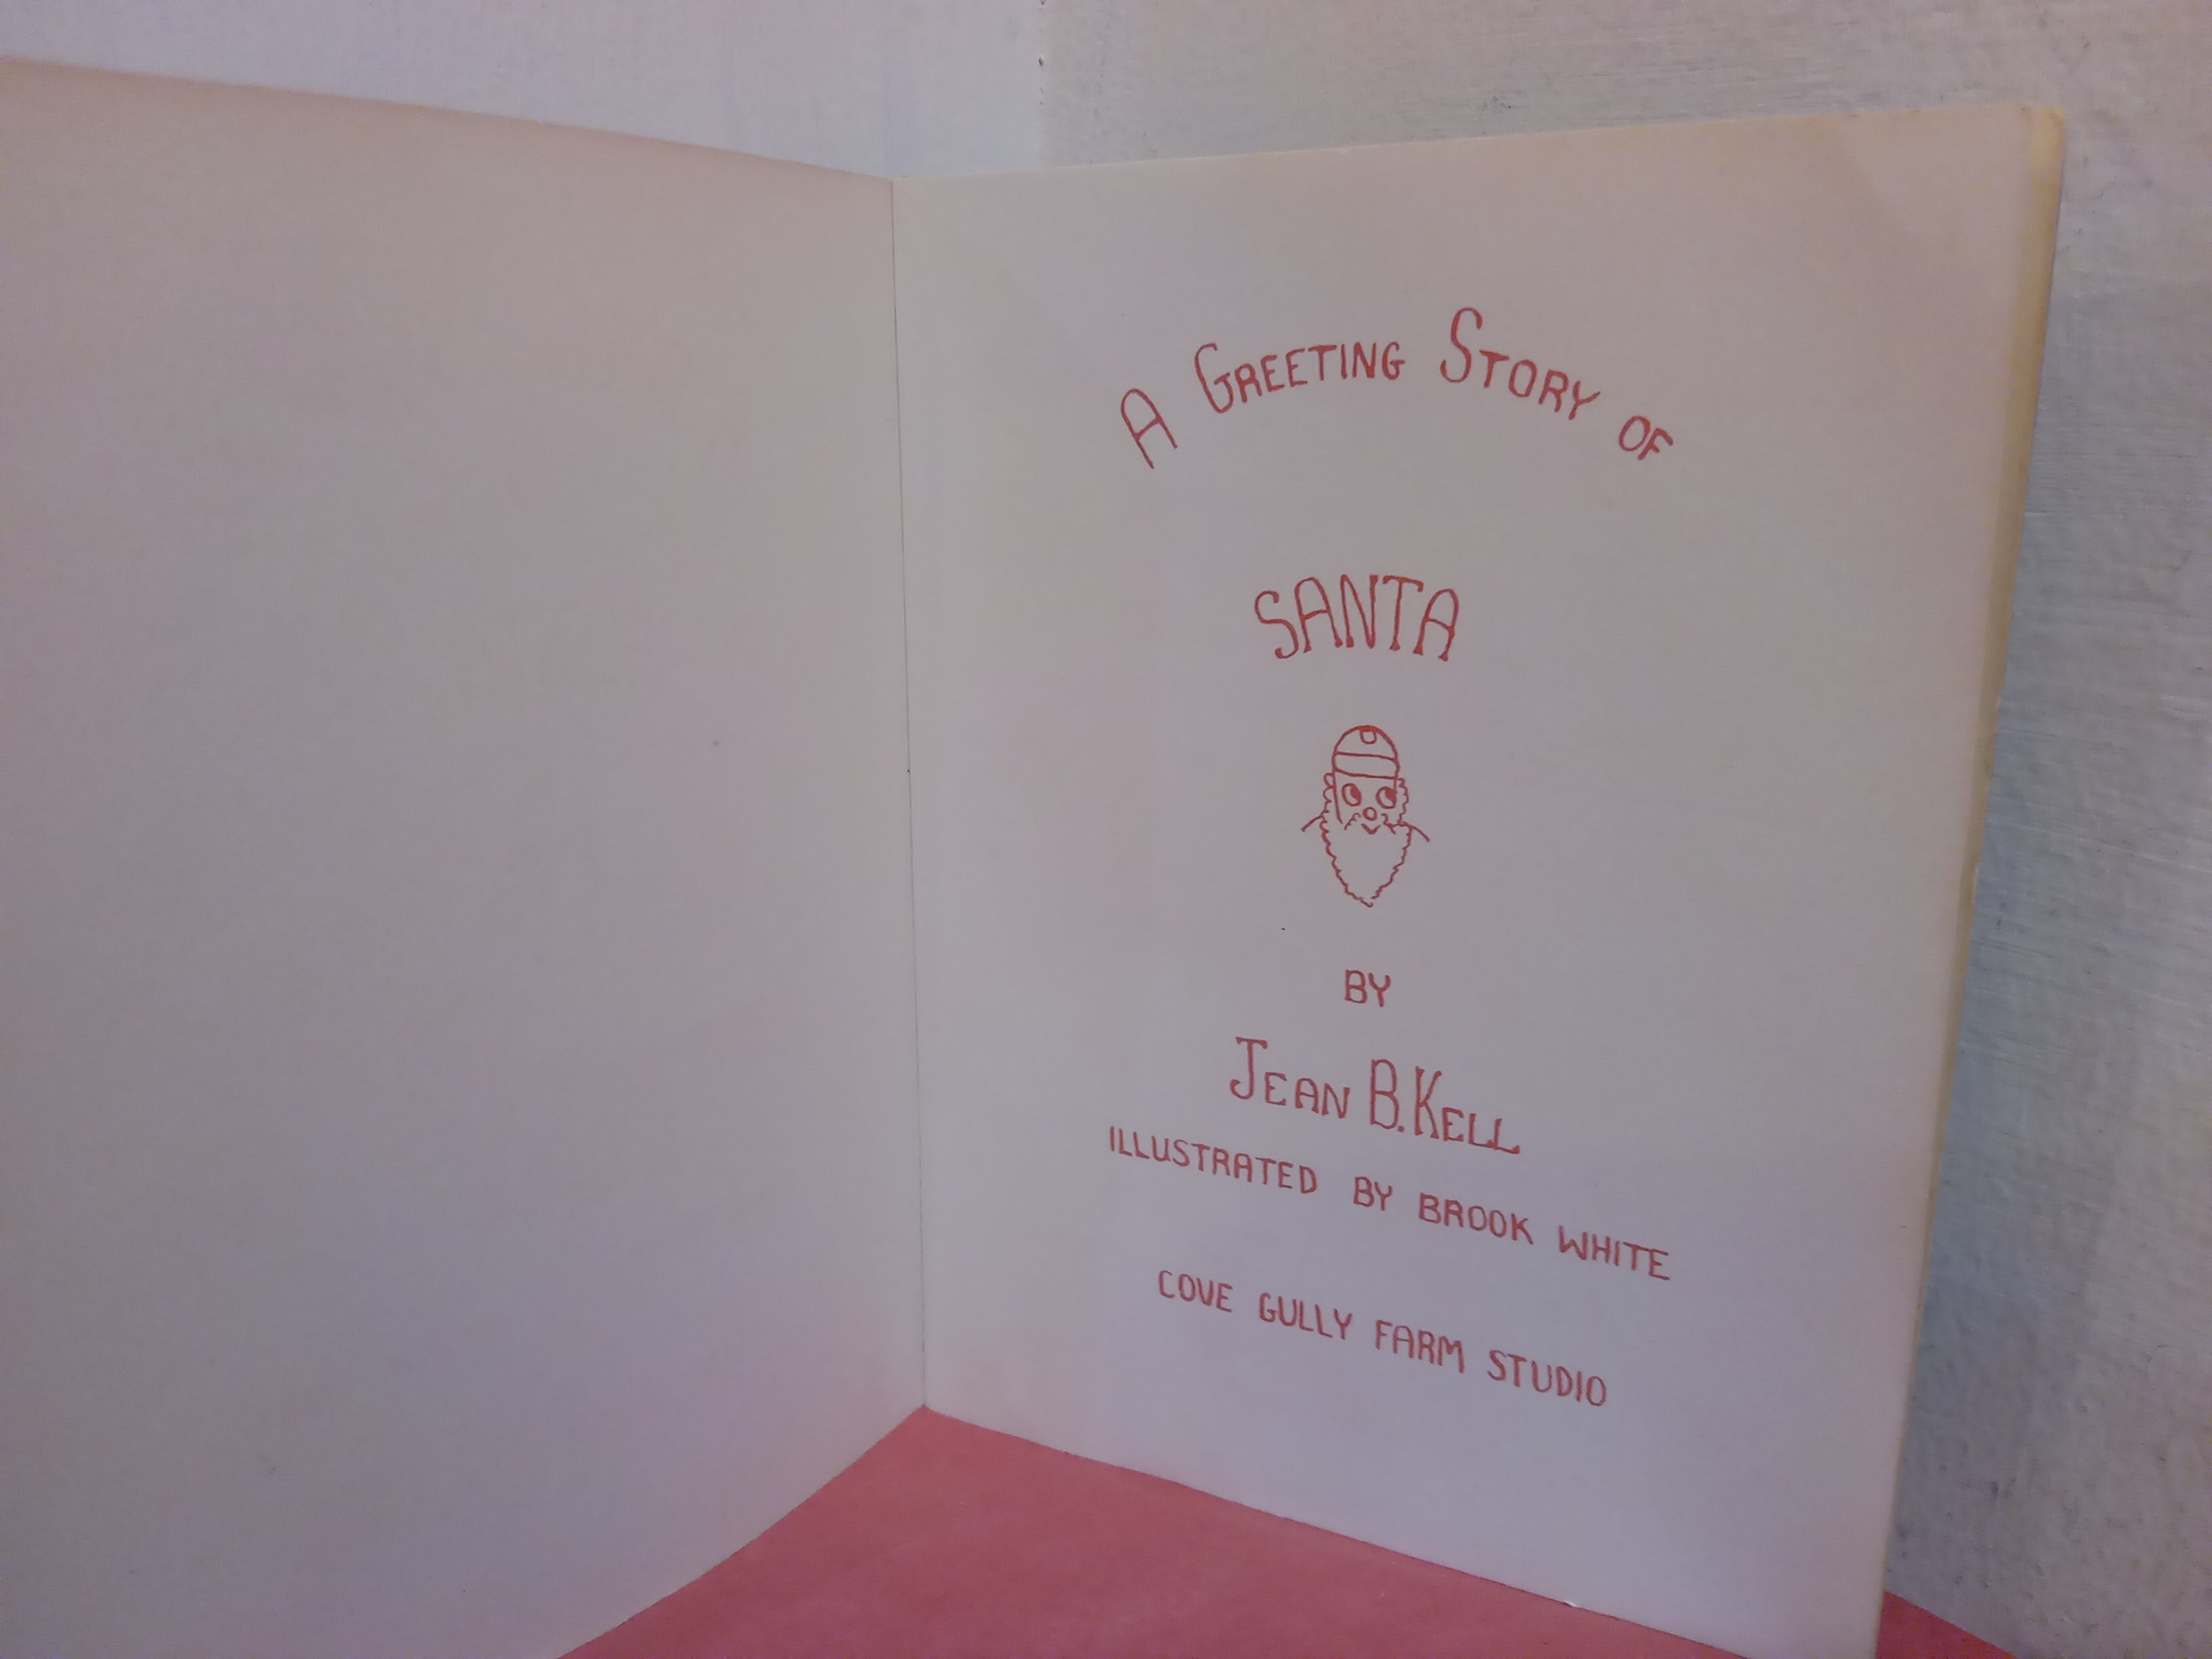 A GREETING STORY OF
SANTA
BY
JEAN B. KELL
ILLUSTRATED BY BROOK WHITE
COVE GULLY FARM STUDIO